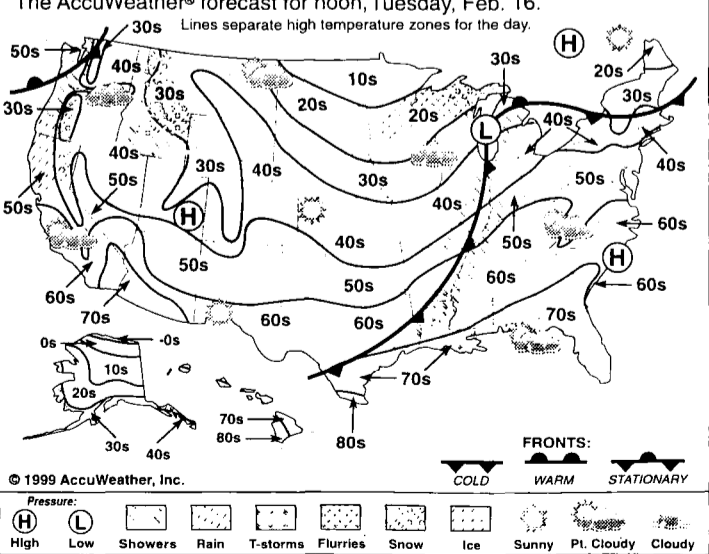 The AccuWeather® forecast for noon, Tuesday, Feb. 16.
Lines separate high temperature zones for the day.
30s
50s
40s
H
20s
30s
10s
30s
20s
20s
30s
30s
40s
L
40s
40s
30s
40s
30s
40s
50s
50s
50s
H
40s
40s
50s
60s
50s
50s
60s
H
60s
60s
70s
60s
60s
70s
0s
-0s
10s
20s
30s
40s
70s
80s
70s
80s
FRONTS:
COLD WARM STATIONARY
© 1999 AccuWeather, Inc.
Pressure:
H L
High Low Showers Rain T-storms Flurries Snow Ice Sunny Pt. Cloudy Cloudy